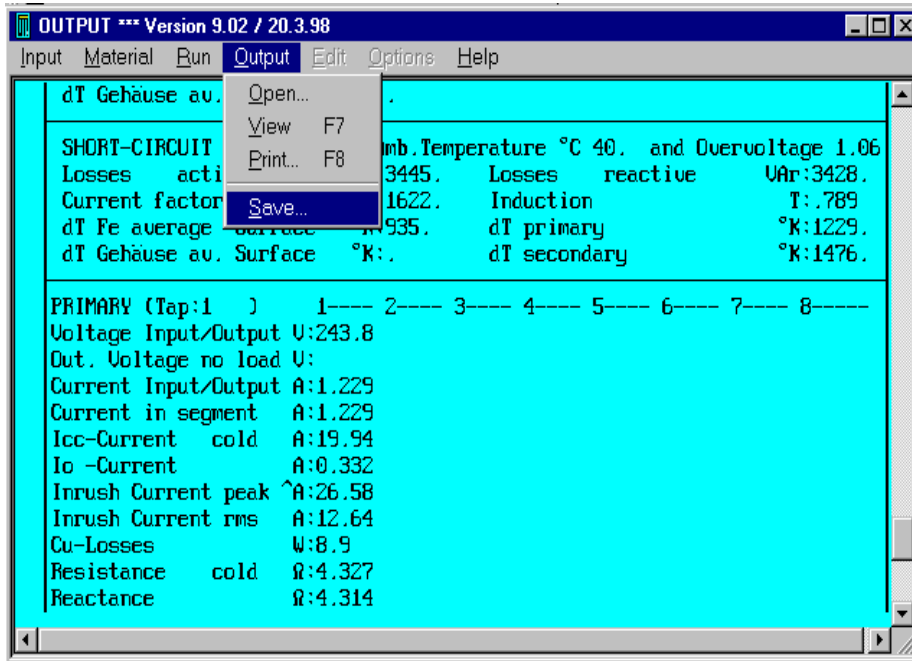 OUTPUT *** Version 9.02 / 20.3.98
Input Material Run Output Edit Options Help
Open...
View F7
Print... F8
Save...
dT Gehäuse av. .
SHORT-CIRCUIT mb.Temperature °C 40. and Overvoltage 1.06
Losses acti 3445. Losses reactive VAr:3428.
Current factor 1622. Induction T:.789
dT Fe average Surface °K:935. dT primary °K:1229.
dT Gehäuse av. Surface °K:. dT secondary °K:1476.
PRIMARY (Tap:1 ) 1---- 2---- 3---- 4---- 5---- 6---- 7---- 8-----
Voltage Input/Output V:243.8
Out. Voltage no load V:
Current Input/Output A:1.229
Current in segment A:1.229
Icc-Current cold A:19.94
Io -Current A:0.332
Inrush Current peak ^A:26.58
Inrush Current rms A:12.64
Cu-Losses W:8.9
Resistance cold Ω:4.327
Reactance Ω:4.314